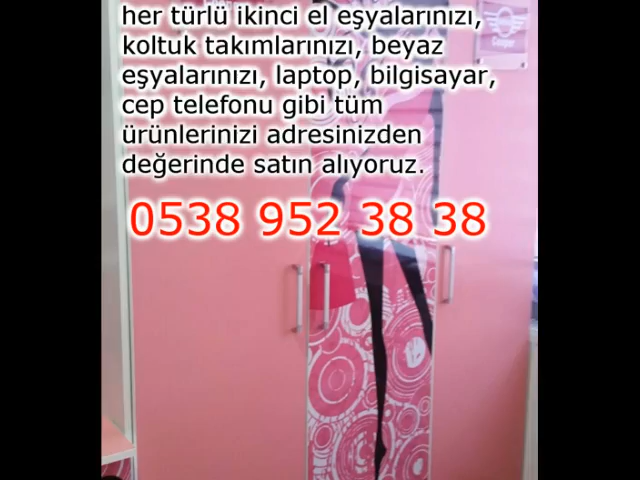 her türlü ikinci el eşyalarınızı,
koltuk takımlarınızı, beyaz
eşyalarınızı, laptop, bilgisayar,
cep telefonu gibi tüm
ürünlerinizi adresinizden
değerinde satın alıyoruz.
0538 952 38 38